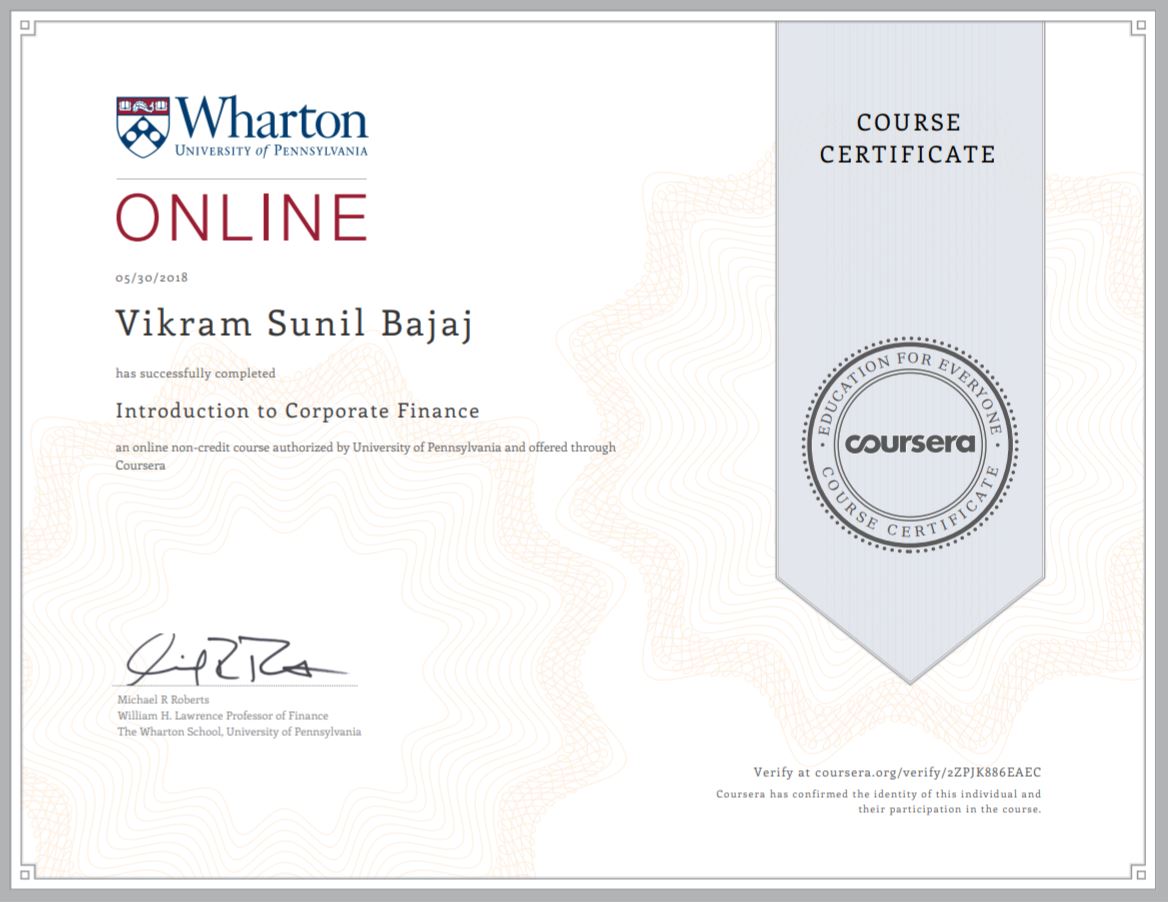 Wharton
UNIVERSITY of PENNSYLVANIA
ONLINE
05/30/2018
Vikram Sunil Bajaj
has successfully completed
Introduction to Corporate Finance
an online non-credit course authorized by University of Pennsylvania and offered through
Coursera
Michael R Roberts
William H. Lawrence Professor of Finance
The Wharton School, University of Pennsylvania
COURSE
CERTIFICATE
EDUCATION FOR EVERYONE
coursera
COURSE CERTIFICATE
Verify at coursera.org/verify/2ZPJK886EAEC
Coursera has confirmed the identity of this individual and
their participation in the course.